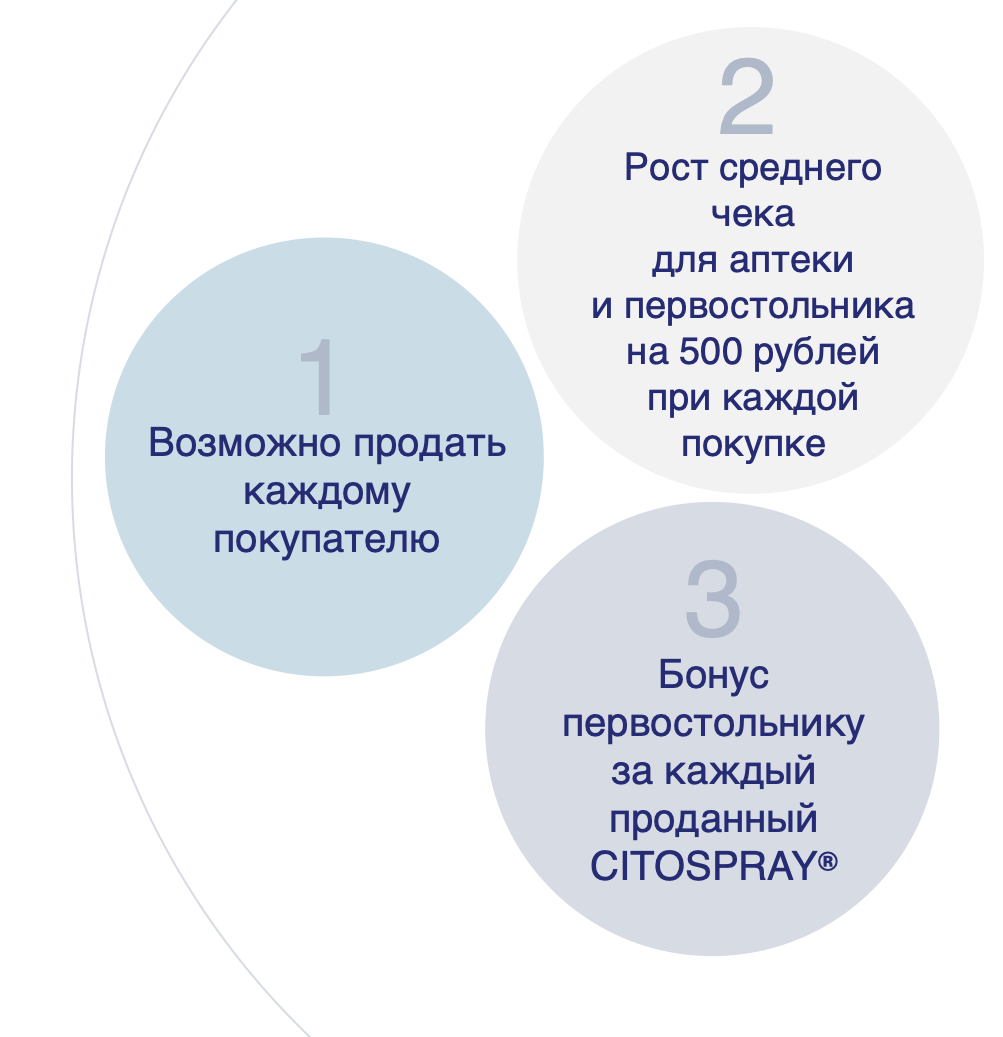 1
Возможно продать
каждому
покупателю
2
Рост среднего
чека
для аптеки
и первостольника
на 500 рублей
при каждой
покупке
3
Бонус
первостольнику
за каждый
проданный
CITOSPRAY®